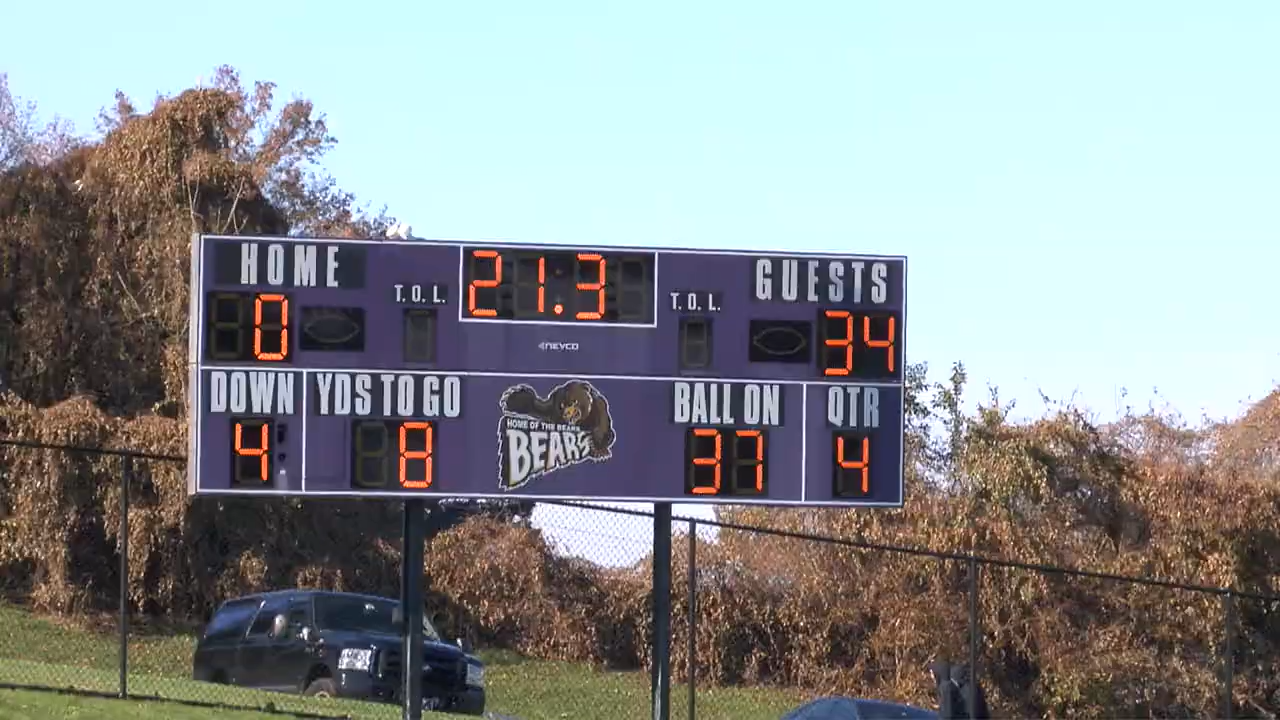 HOME
21.3
GUESTS
T.O.L.
T.O.L.
0
34
NEVCO
DOWN
YDS TO GO
BALL ON
QTR
HOME OF THE BEARS
BEARS
4
8
37
4